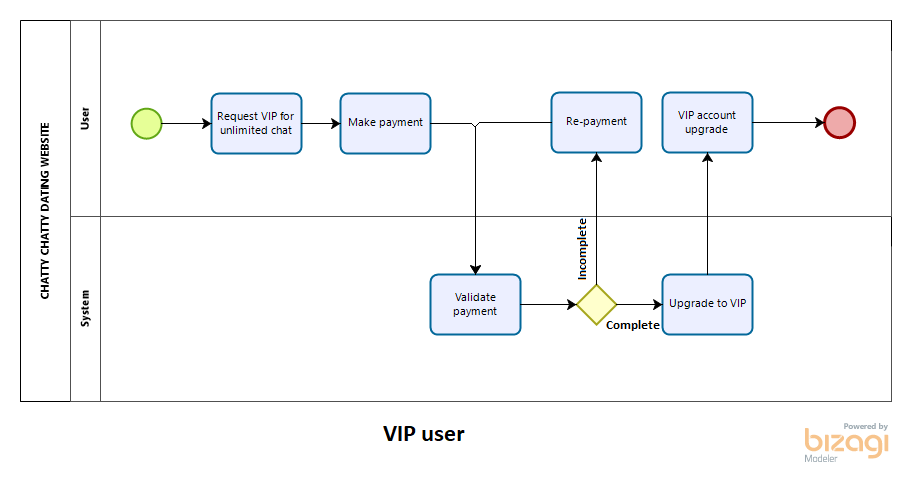 CHATTY CHATTY DATING WEBSITE
User
Request VIP for
unlimited chat
Make payment
Re-payment
VIP account
upgrade
System
Incomplete
Validate
payment
Complete
Upgrade to VIP
VIP user
Powered by
bizagi
Modeler